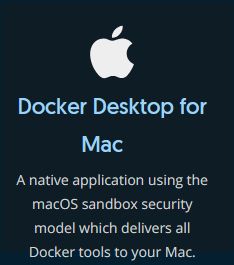 Docker Desktop for
Mac
A native application using the
macOS sandbox security
model which delivers all
Docker tools to your Mac.